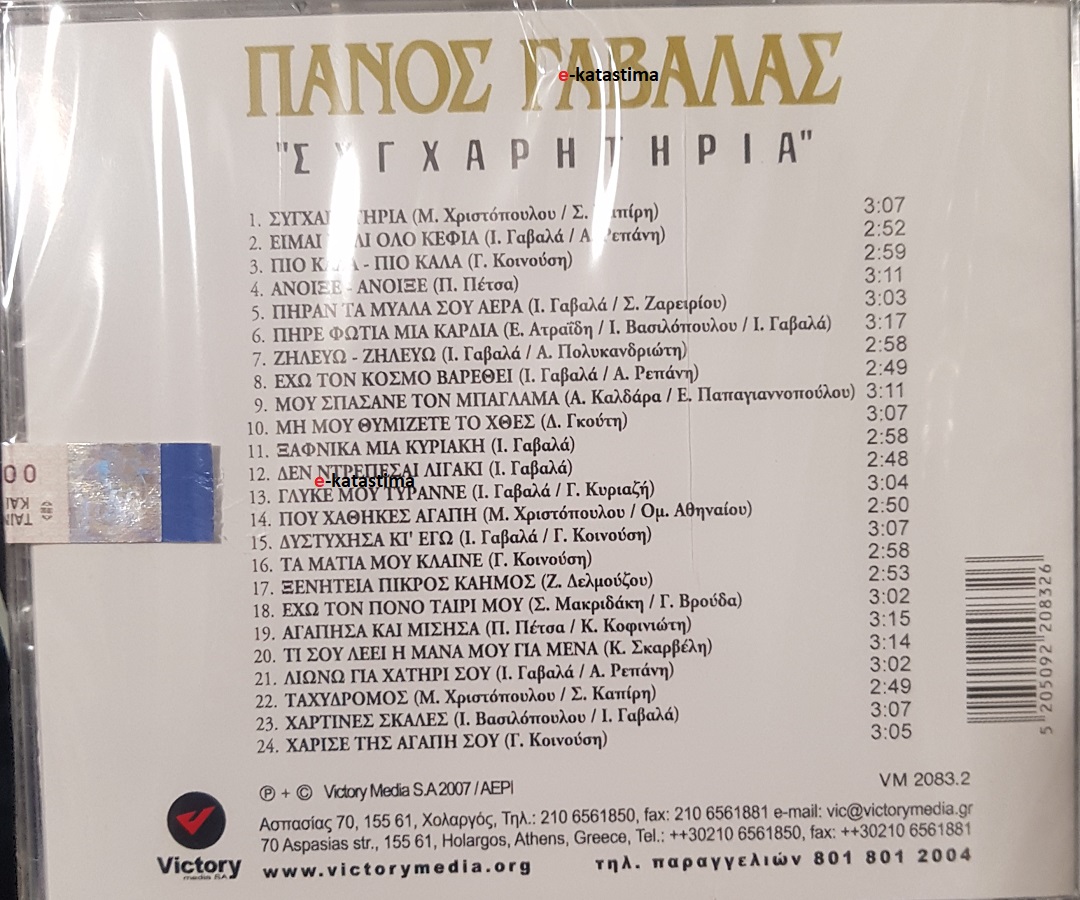 ΠΑΝΟΣ ΓΑΒΑΛΑΣ
e-katastima
"ΣΥΓΧΑΡΗΤΗΡΙΑ"
1. ΣΥΓΧΑΡΗΤΗΡΙΑ (Μ. Χριστόπουλου / Σ. Καπίρη) 3:07
2. ΕΙΜΑΙ ΠΑΛΙ ΟΛΟ ΚΕΦΙΑ (Ι. Γαβαλά / Α. Ρεπάνη) 2:52
3. ΠΙΟ ΚΑΛΑ - ΠΙΟ ΚΑΛΑ (Γ. Κοινούση) 2:59
4. ΑΝΟΙΞΕ - ΑΝΟΙΞΕ (Π. Πέτσα) 3:11
5. ΠΗΡΑΝ ΤΑ ΜΥΑΛΑ ΣΟΥ ΑΕΡΑ (Ι. Γαβαλά / Σ. Ζαρειρίου) 3:03
6. ΠΗΡΕ ΦΩΤΙΑ ΜΙΑ ΚΑΡΔΙΑ (Ε. Ατραΐδη / Ι. Βασιλόπουλου / Ι. Γαβαλά) 3:17
7. ΖΗΛΕΥΩ - ΖΗΛΕΥΩ (Ι. Γαβαλά / Α. Πολυκανδριώτη) 2:58
8. ΕΧΩ ΤΟΝ ΚΟΣΜΟ ΒΑΡΕΘΕΙ (Ι. Γαβαλά / Α. Ρεπάνη) 2:49
9. ΜΟΥ ΣΠΑΣΑΝΕ ΤΟΝ ΜΠΑΓΛΑΜΑ (Α. Καλδάρα / Ε. Παπαγιαννοπούλου) 3:11
10. ΜΗ ΜΟΥ ΘΥΜΙΖΕΤΕ ΤΟ ΧΘΕΣ (Δ. Γκούτη) 3:07
11. ΞΑΦΝΙΚΑ ΜΙΑ ΚΥΡΙΑΚΗ (Ι. Γαβαλά) 2:58
12. ΔΕΝ ΝΤΡΕΠΕΣΑΙ ΛΙΓΑΚΙ (Ι. Γαβαλά) 2:48
e-katastima
13. ΓΛΥΚΕ ΜΟΥ ΤΥΡΑΝΝΕ (Ι. Γαβαλά / Γ. Κυριαζή) 3:04
14. ΠΟΥ ΧΑΘΗΚΕΣ ΑΓΑΠΗ (Μ. Χριστόπουλου / Ομ. Αθηναίου) 2:50
15. ΔΥΣΤΥΧΗΣΑ ΚΙ' ΕΓΩ (Ι. Γαβαλά / Γ. Κοινούση) 3:07
16. ΤΑ ΜΑΤΙΑ ΜΟΥ ΚΛΑΙΝΕ (Γ. Κοινούση) 2:58
17. ΞΕΝΗΤΕΙΑ ΠΙΚΡΟΣ ΚΑΗΜΟΣ (Ζ. Δελμούζου) 2:53
18. ΕΧΩ ΤΟΝ ΠΟΝΟ ΤΑΙΡΙ ΜΟΥ (Σ. Μακριδάκη / Γ. Βρούδα) 3:02
19. ΑΓΑΠΗΣΑ ΚΑΙ ΜΙΣΗΣΑ (Π. Πέτσα / Κ. Κοφινιώτη) 3:15
20. ΤΙ ΣΟΥ ΛΕΕΙ Η ΜΑΝΑ ΜΟΥ ΓΙΑ ΜΕΝΑ (Κ. Σκαρβέλη) 3:14
21. ΛΙΩΝΩ ΓΙΑ ΧΑΤΗΡΙ ΣΟΥ (Ι. Γαβαλά / Α. Ρεπάνη) 3:02
22. ΤΑΧΥΔΡΟΜΟΣ (Μ. Χριστόπουλου / Σ. Καπίρη) 2:49
23. ΧΑΡΤΙΝΕΣ ΣΚΑΛΕΣ (Ι. Βασιλόπουλου / Ι. Γαβαλά) 3:07
24. ΧΑΡΙΣΕ ΤΗΣ ΑΓΑΠΗ ΣΟΥ (Γ. Κοινούση) 3:05
00
ΚΑΙ
5 205092 208326
VM 2083.2
℗ + © Victory Media S.A 2007 / AEPI
Ασπασίας 70, 155 61, Χολαργός, Τηλ.: 210 6561850, fax: 210 6561881 e-mail: vic@victorymedia.gr
70 Aspasias str., 155 61, Holargos, Athens, Greece, Tel.: ++30210 6561850, fax: ++30210 6561881
Victory
media SA
www.victorymedia.org τηλ. παραγγελιών 801 801 2004